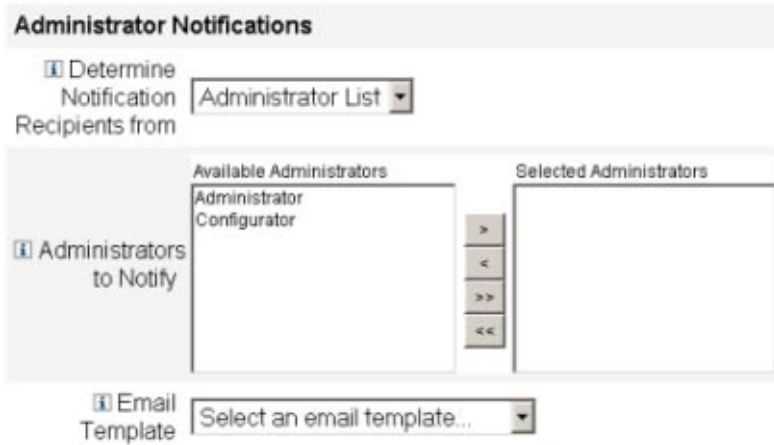 Administrator Notifications
Determine
Notification
Recipients from
Administrator List
Available Administrators
Selected Administrators
Administrator
Configurator
Administrators
to Notify
>
<
>>
<<
Email
Template
Select an email template...